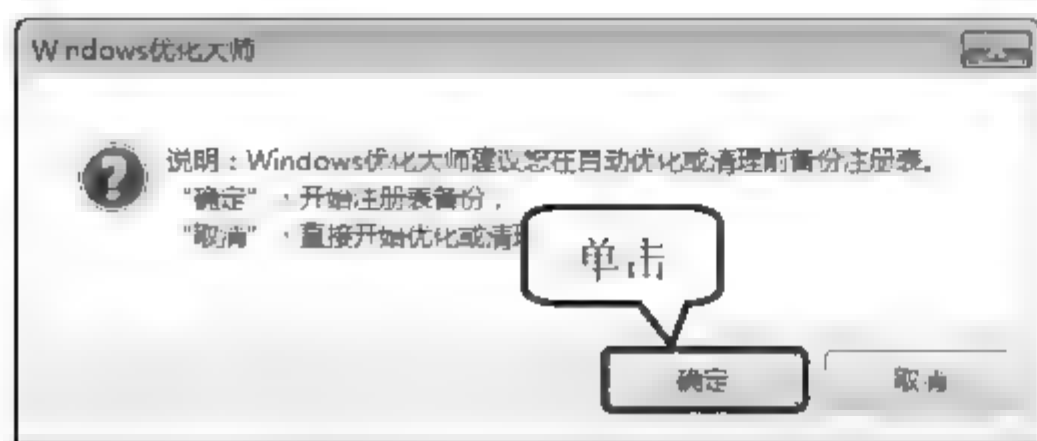 Windows优化大师
说明：Windows优化大师建议您在自动优化或清理前备份注册表。
"确定"，开始注册表备份，
"取消"，直接开始优化或清理
单击
确定
取消